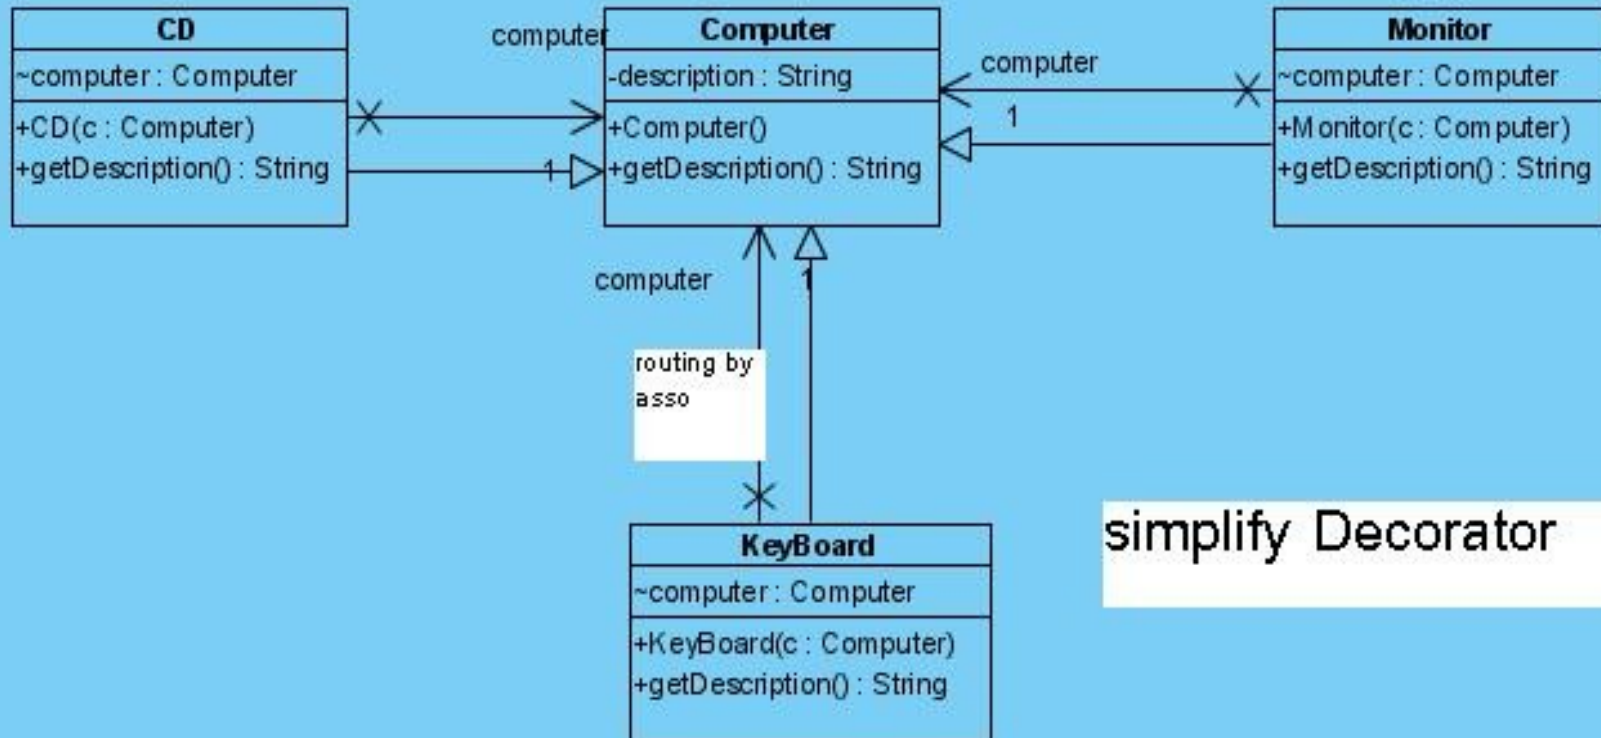 CD
~computer : Computer
+CD(c : Computer)
+getDescription() : String
computer
1
Computer
-description : String
+Computer()
+getDescription() : String
computer
1
Monitor
~computer : Computer
+Monitor(c : Computer)
+getDescription() : String
computer
1
routing by
asso
KeyBoard
~computer : Computer
+KeyBoard(c : Computer)
+getDescription() : String
simplify Decorator